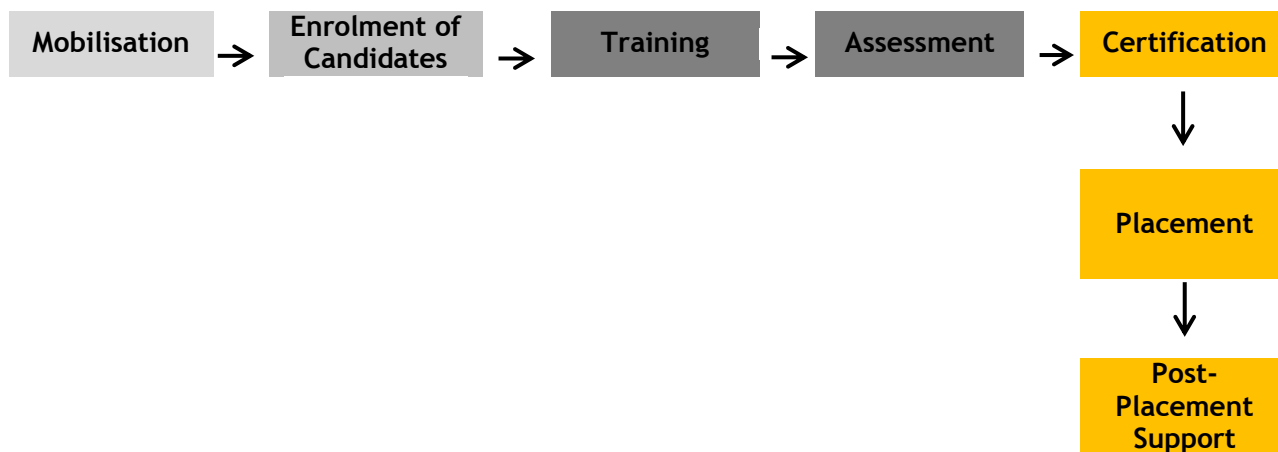 Mobilisation
Enrolment of
Candidates
Training
Assessment
Certification
Placement
Post-
Placement
Support